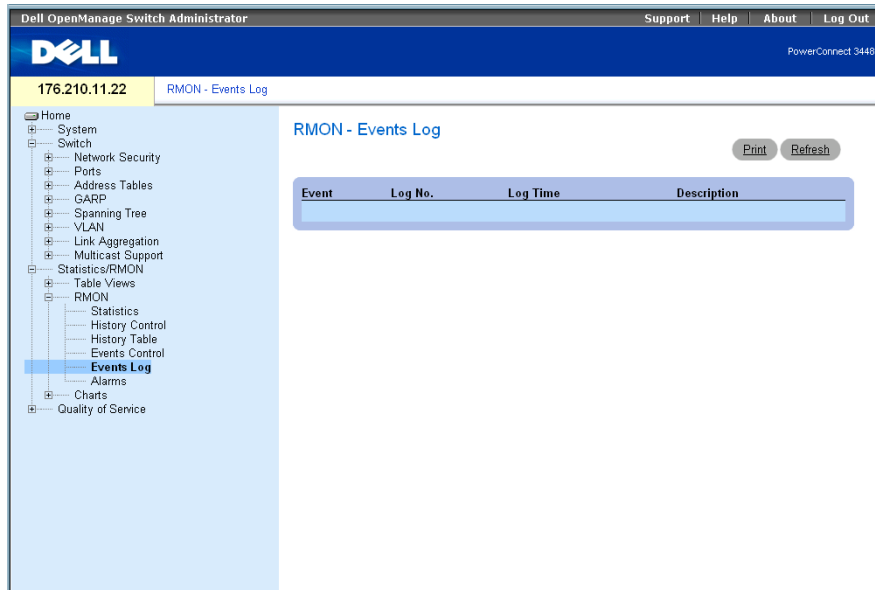 Dell OpenManage Switch Administrator
Support | Help | About | Log Out
DELL
PowerConnect 3448
176.210.11.22
RMON - Events Log
Home
System
Switch
Network Security
Ports
Address Tables
GARP
Spanning Tree
VLAN
Link Aggregation
Multicast Support
Statistics/RMON
Table Views
RMON
Statistics
History Control
History Table
Events Control
Events Log
Alarms
Charts
Quality of Service
RMON - Events Log
Print Refresh
Event Log No. Log Time Description